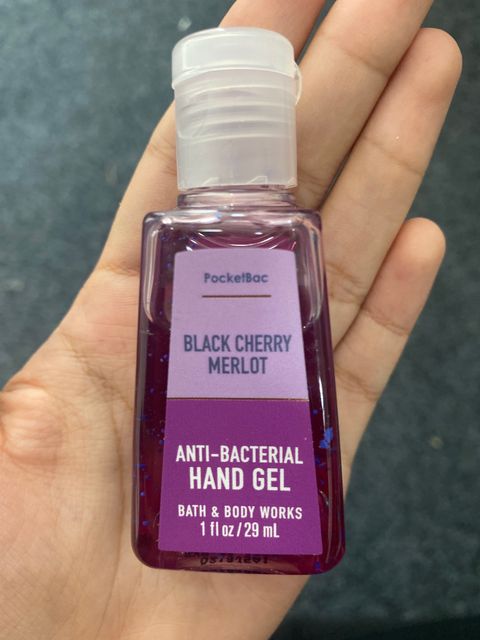 PocketBac
BLACK CHERRY
MERLOT
ANTI-BACTERIAL
HAND GEL
BATH & BODY WORKS
1 fl oz / 29 mL